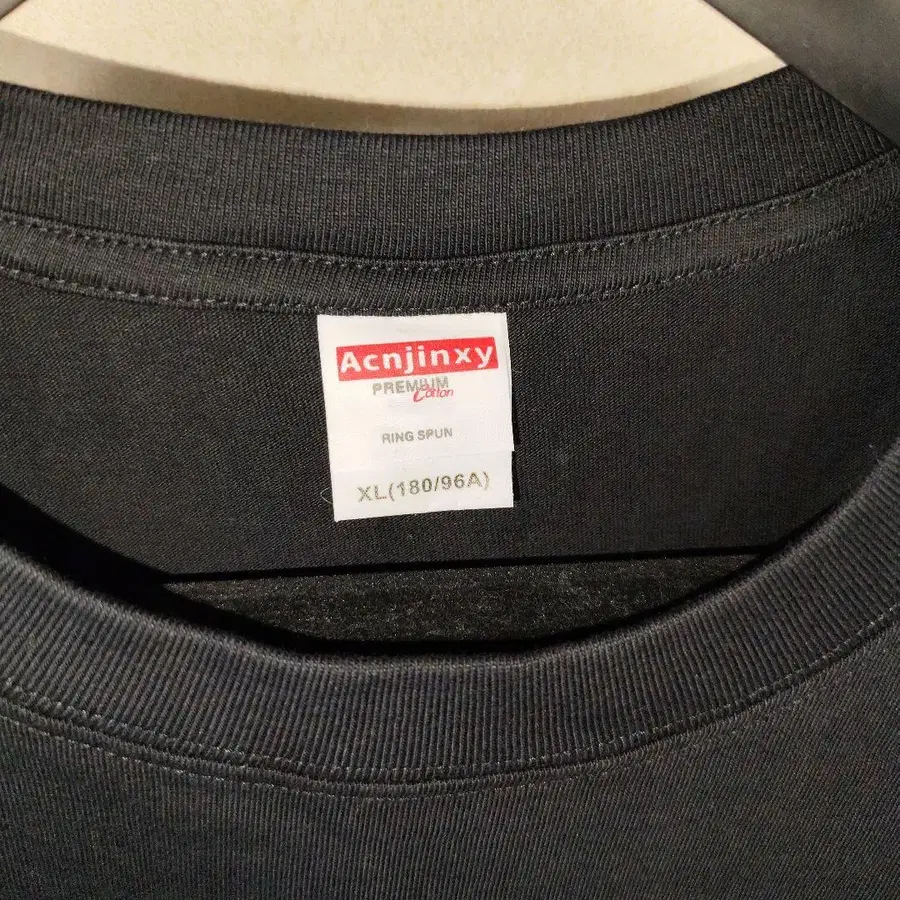 Acnjinxy
PREMIUM
Cotton
RING SPUN
XL(180/96A)